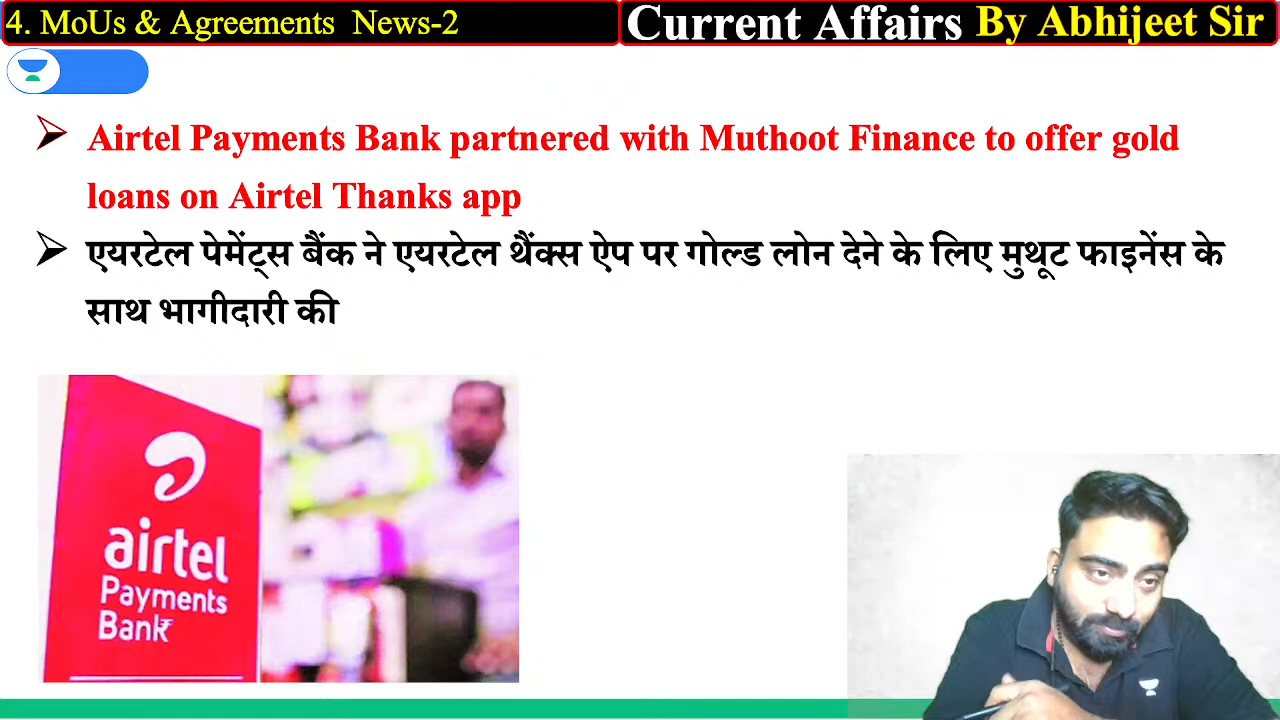 4. MoUs & Agreements News-2
Current Affairs By Abhijeet Sir
Airtel Payments Bank partnered with Muthoot Finance to offer gold
loans on Airtel Thanks app
एयरटेल पेमेंट्स बैंक ने एयरटेल थैंक्स ऐप पर गोल्ड लोन देने के लिए मुथूट फाइनेंस के
साथ भागीदारी की
airtel
Payments
Bank